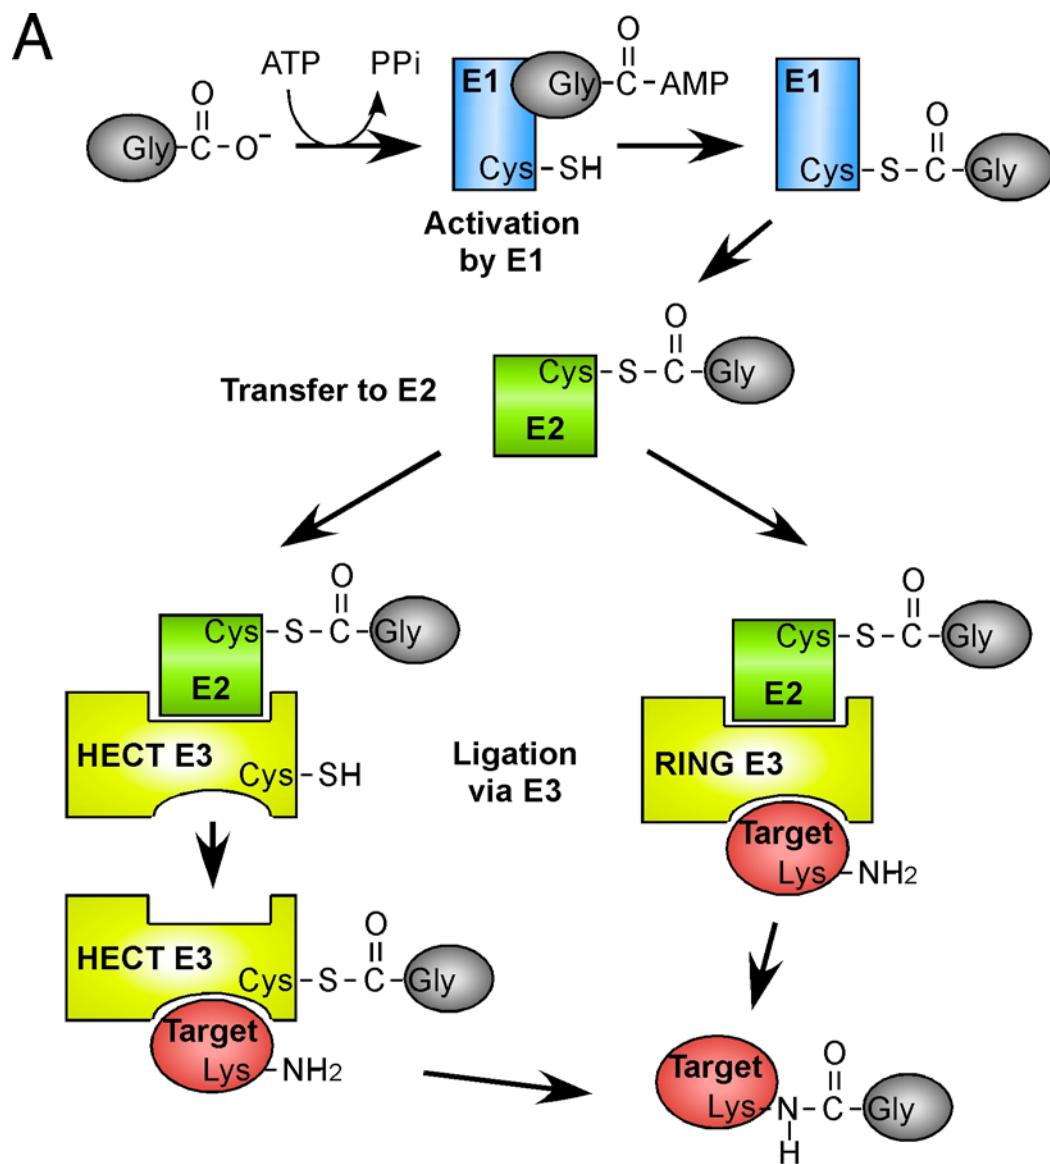 A
ATP PPi
Gly-C-O⁻
O
E1 Gly-C-AMP
O
Cys-SH
Activation
by E1
E1
O
Cys-S-C-Gly
Transfer to E2
O
Cys-S-C-Gly
E2
O
Cys-S-C-Gly
E2
HECT E3
Cys-SH
Ligation
via E3
O
Cys-S-C-Gly
E2
RING E3
Target
Lys-NH2
HECT E3
O
Cys-S-C-Gly
Target
Lys-NH2
Target
O
Lys-N-C-Gly
H